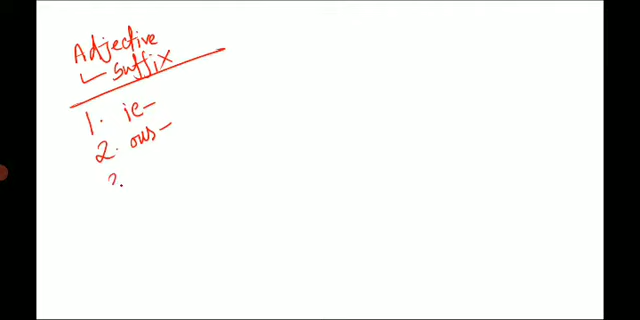 Adjective
✓ Suffix
1. ic-
2. ous-
3.